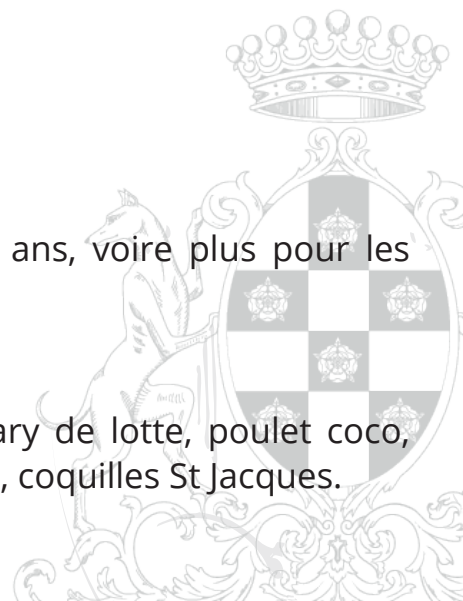 ans, voire plus pour les
ary de lotte, poulet coco,
, coquilles St Jacques.